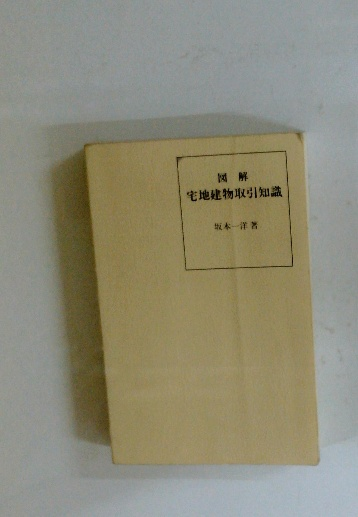 図解
宅地建物取引知識
坂本一洋著